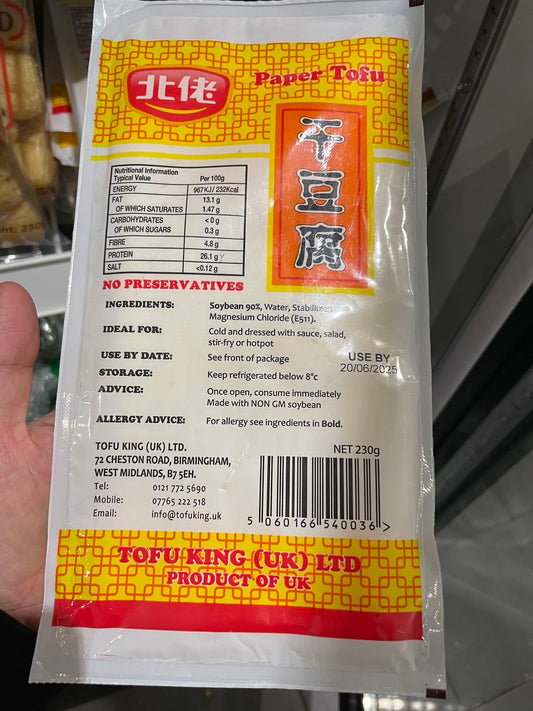 北佬
Paper Tofu
干豆腐
Nutritional Information
Typical Value Per 100g
ENERGY 967KJ/ 232Kcal
FAT 13.1 g
OF WHICH SATURATES 1.47 g
CARBOHYDRATES <0 g
OF WHICH SUGARS 0.3 g
FIBRE 4.8 g
PROTEIN 26.1 g
SALT <0.12 g
NO PRESERVATIVES
INGREDIENTS: Soybean 90%, Water, Stabiliser
Magnesium Chloride (E511).
IDEAL FOR: Cold and dressed with sauce, salad,
stir-fry or hotpot
USE BY DATE: See front of package
USE BY
20/06/2025
STORAGE: Keep refrigerated below 8°c
ADVICE: Once open, consume immediately
Made with NON GM soybean
ALLERGY ADVICE: For allergy see ingredients in Bold.
TOFU KING (UK) LTD.
72 CHESTON ROAD, BIRMINGHAM,
WEST MIDLANDS, B7 5EH.
Tel: 0121 772 5690
Mobile: 07765 222 518
Email: info@tofuking.uk
NET 230g
5 060166 540036 >
TOFU KING (UK) LTD
PRODUCT OF UK